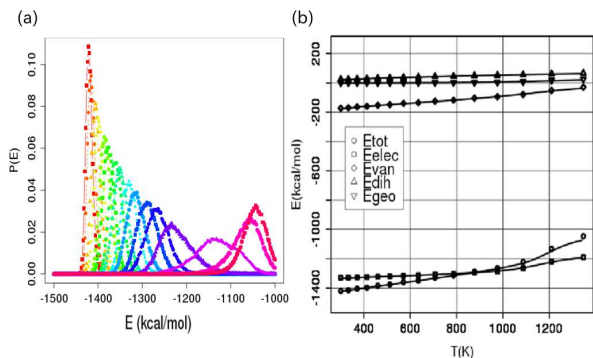 (a)
P(E)
0.10
0.08
0.06
0.04
0.02
0.00
-1500 -1400 -1300 -1200 -1100 -1000
E (kcal/mol)
(b)
E(kcal/mol)
200
0
-200
-1000
-1400
Etot
Eelec
Evan
Edih
Egeo
400 600 800 1000 1200
T(K)